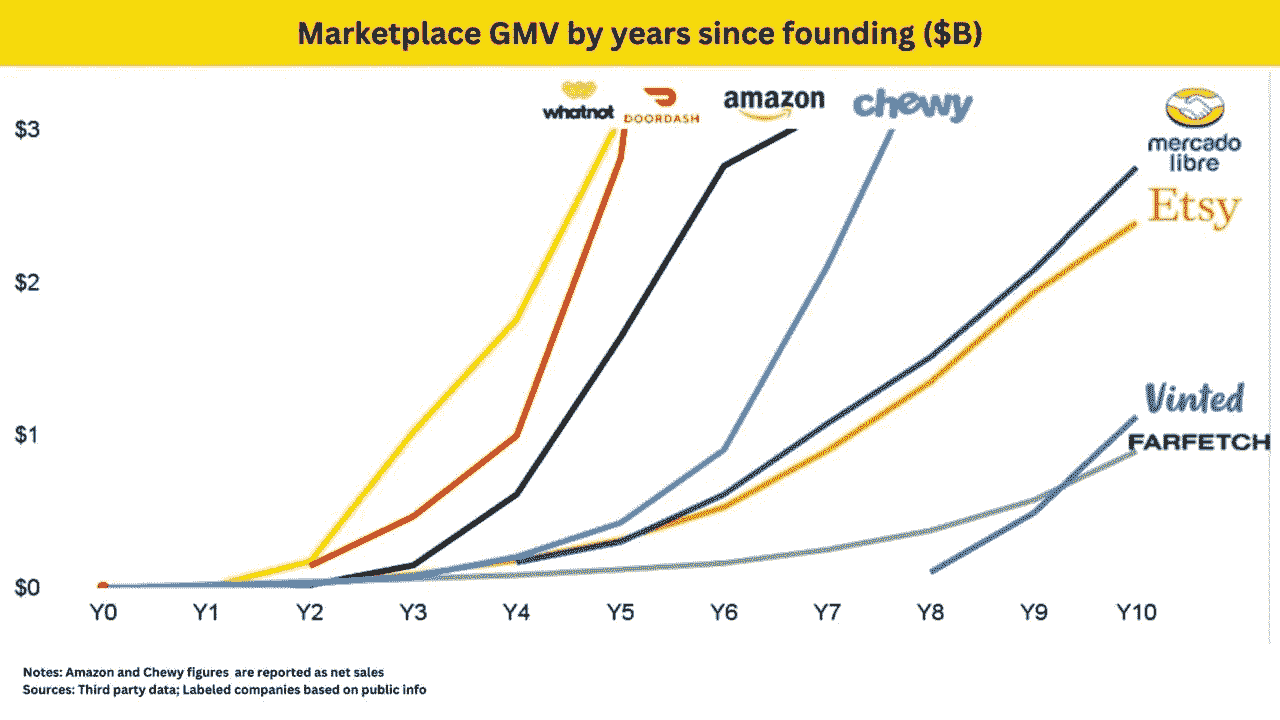 Marketplace GMV by years since founding ($B)
whatnot
DOORDASH
amazon
chewy
mercado
libre
Etsy
Vinted
FARFETCH
$3
$2
$1
$0
Y0 Y1 Y2 Y3 Y4 Y5 Y6 Y7 Y8 Y9 Y10
Notes: Amazon and Chewy figures are reported as net sales
Sources: Third party data; Labeled companies based on public info